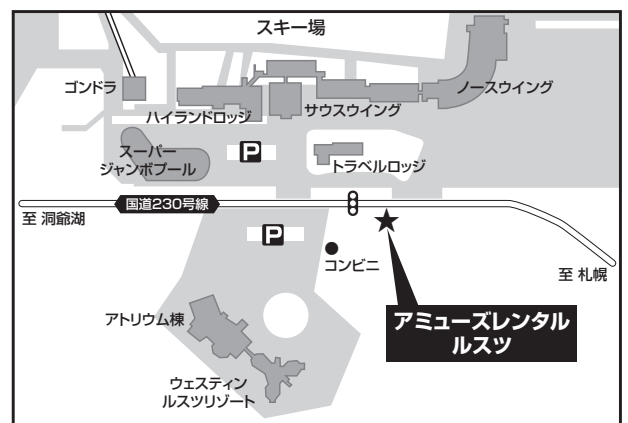 スキー場
ゴンドラ
ノースウイング
ハイランドロッジ
サウスウイング
スーパー
ジャンボプール
P
トラベルロッジ
国道230号線
至 洞爺湖
P
コンビニ
至 札幌
アトリウム棟
アミューズレンタル
ルスツ
ウェスティン
ルスツリゾート